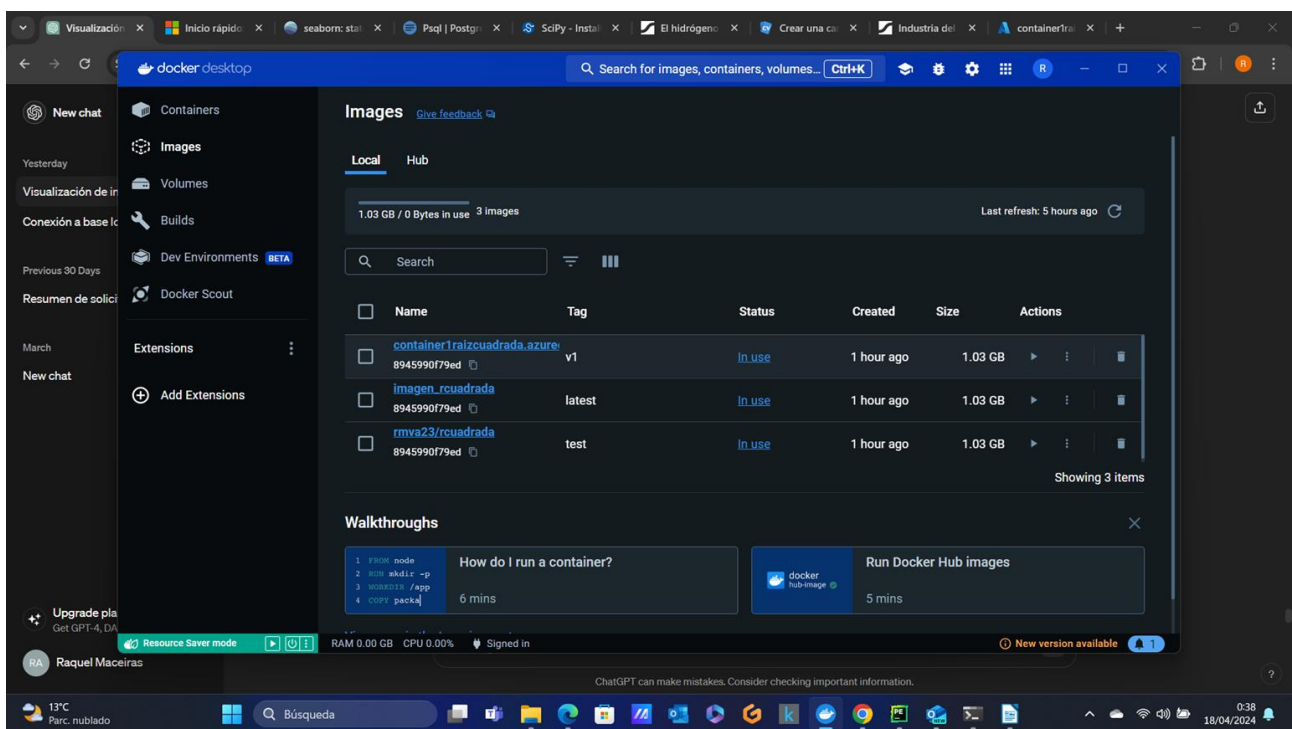 Visualización
Inicio rápido:
seaborn: stat
Psql | Postgr
SciPy - Instal
El hidrógeno
Crear una ca
Industria del
container1rai
docker desktop
Search for images, containers, volumes... Ctrl+K
R
R
New chat
Yesterday
Visualización de in
Conexión a base lo
Previous 30 Days
Resumen de solici
March
New chat
Upgrade pla
Get GPT-4, DA
RA Raquel Maceiras
Containers
Images
Volumes
Builds
Dev Environments BETA
Docker Scout
Extensions
Add Extensions
Images Give feedback
Local Hub
1.03 GB / 0 Bytes in use 3 images Last refresh: 5 hours ago
Search
Name Tag Status Created Size Actions
container1raizcuadrada.azure
8945990f79ed
v1 In use 1 hour ago 1.03 GB
imagen_rcuadrada
8945990f79ed
latest In use 1 hour ago 1.03 GB
rmva23/rcuadrada
8945990f79ed
test In use 1 hour ago 1.03 GB
Showing 3 items
Walkthroughs
1 FROM node
2 RUN mkdir -p
3 WORKDIR /app
4 COPY packa
How do I run a container?
6 mins
docker
hub-image
Run Docker Hub images
5 mins
Resource Saver mode
RAM 0.00 GB CPU 0.00% Signed in
New version available 1
ChatGPT can make mistakes. Consider checking important information.
?
13°C
Parc. nublado
Búsqueda
0:38
18/04/2024